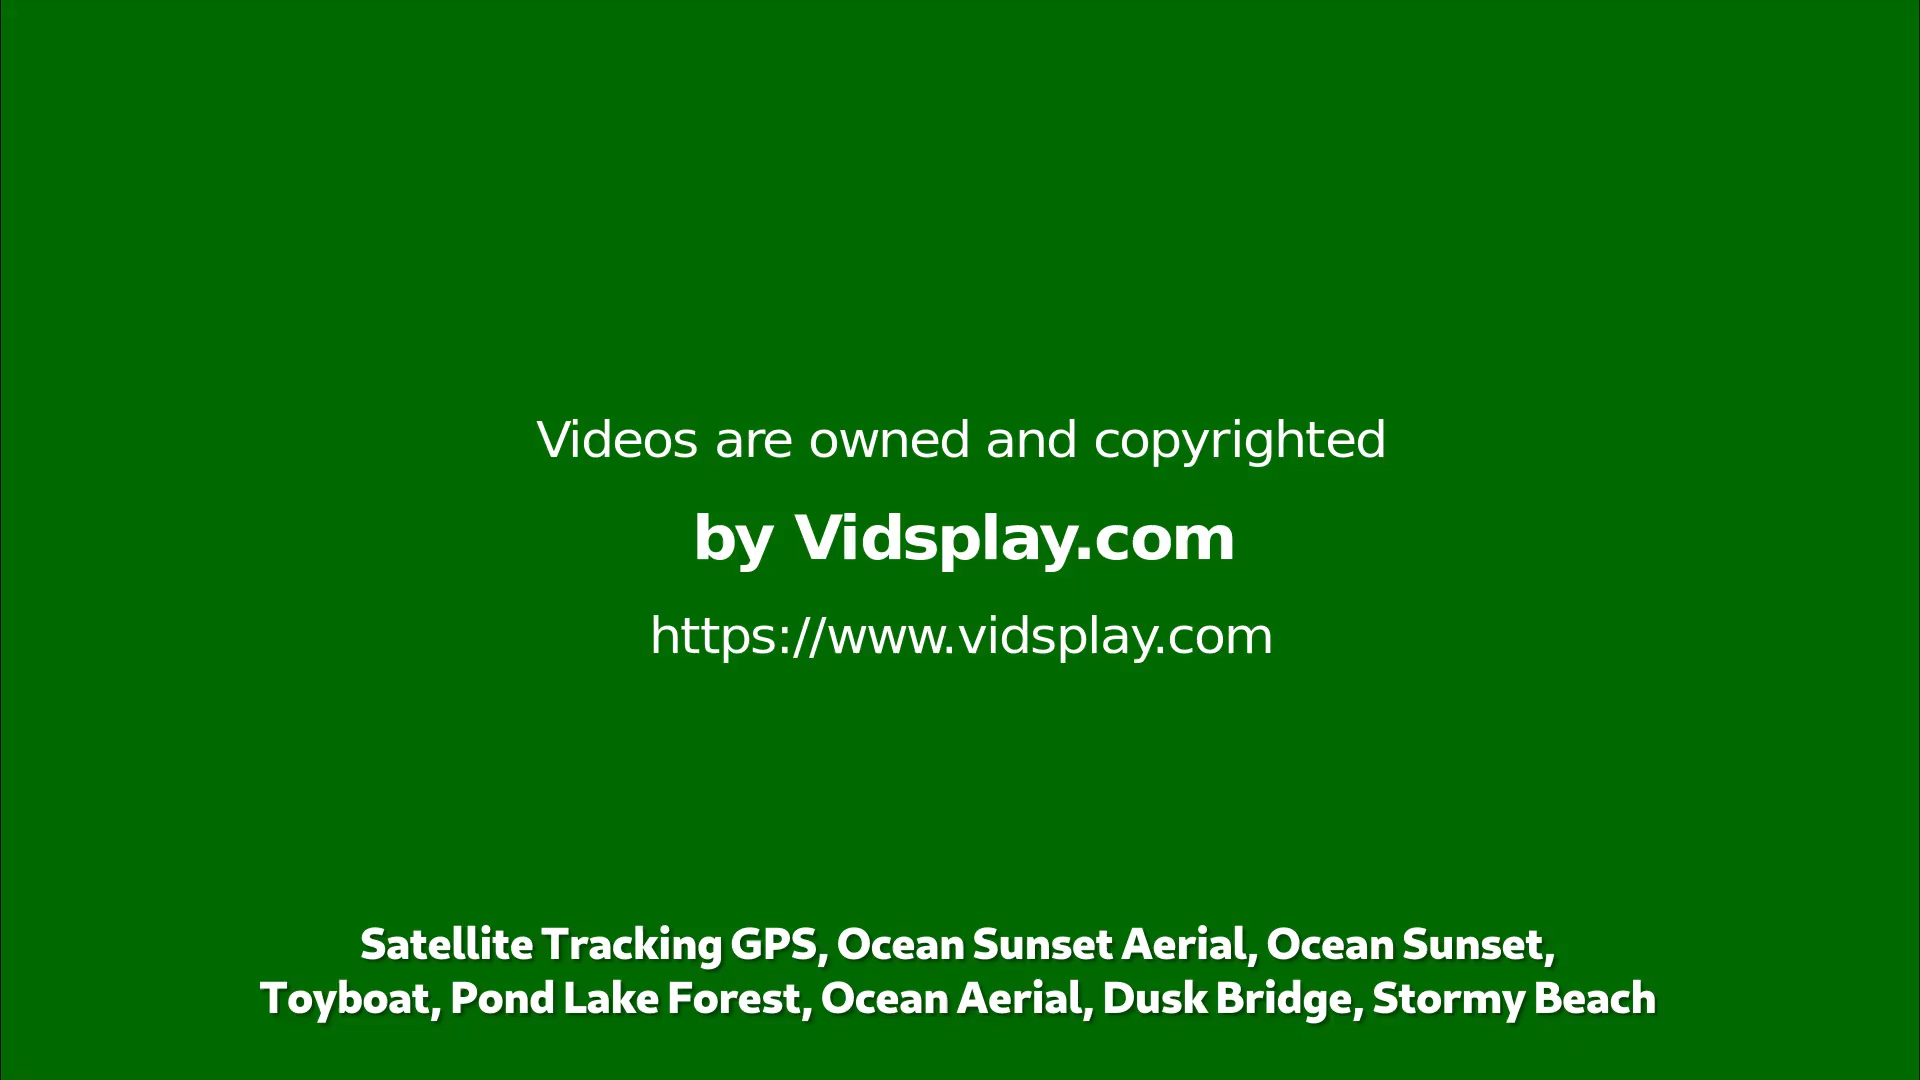 Videos are owned and copyrighted
by Vidsplay.com
https://www.vidsplay.com
Satellite Tracking GPS, Ocean Sunset Aerial, Ocean Sunset,
Toyboat, Pond Lake Forest, Ocean Aerial, Dusk Bridge, Stormy Beach